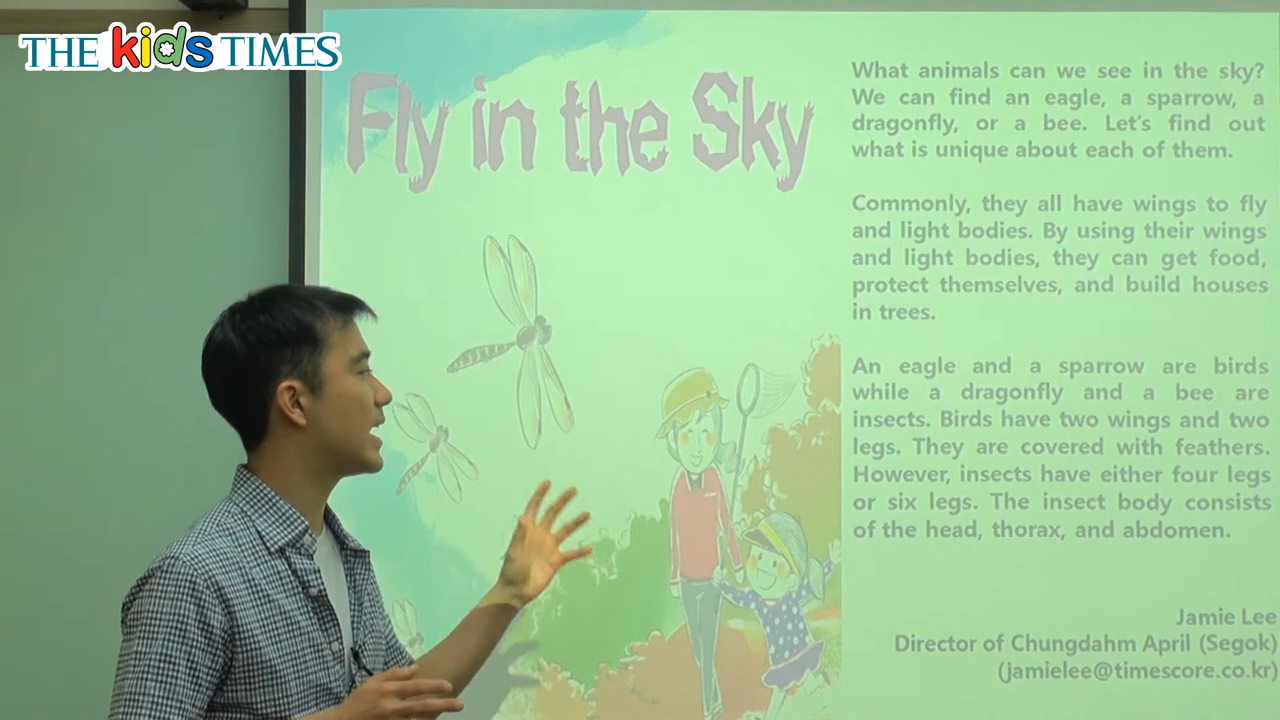 THE kids TIMES
Fly in the Sky
What animals can we see in the sky?
We can find an eagle, a sparrow, a
dragonfly, or a bee. Let's find out
what is unique about each of them.
Commonly, they all have wings to fly
and light bodies. By using their wings
and light bodies, they can get food,
protect themselves, and build houses
in trees.
An eagle and a sparrow are birds
while a dragonfly and a bee are
insects. Birds have two wings and two
legs. They are covered with feathers.
However, insects have either four legs
or six legs. The insect body consists
of the head, thorax, and abdomen.
Jamie Lee
Director of Chungdahm April (Segok)
(jamielee@timescore.co.kr)